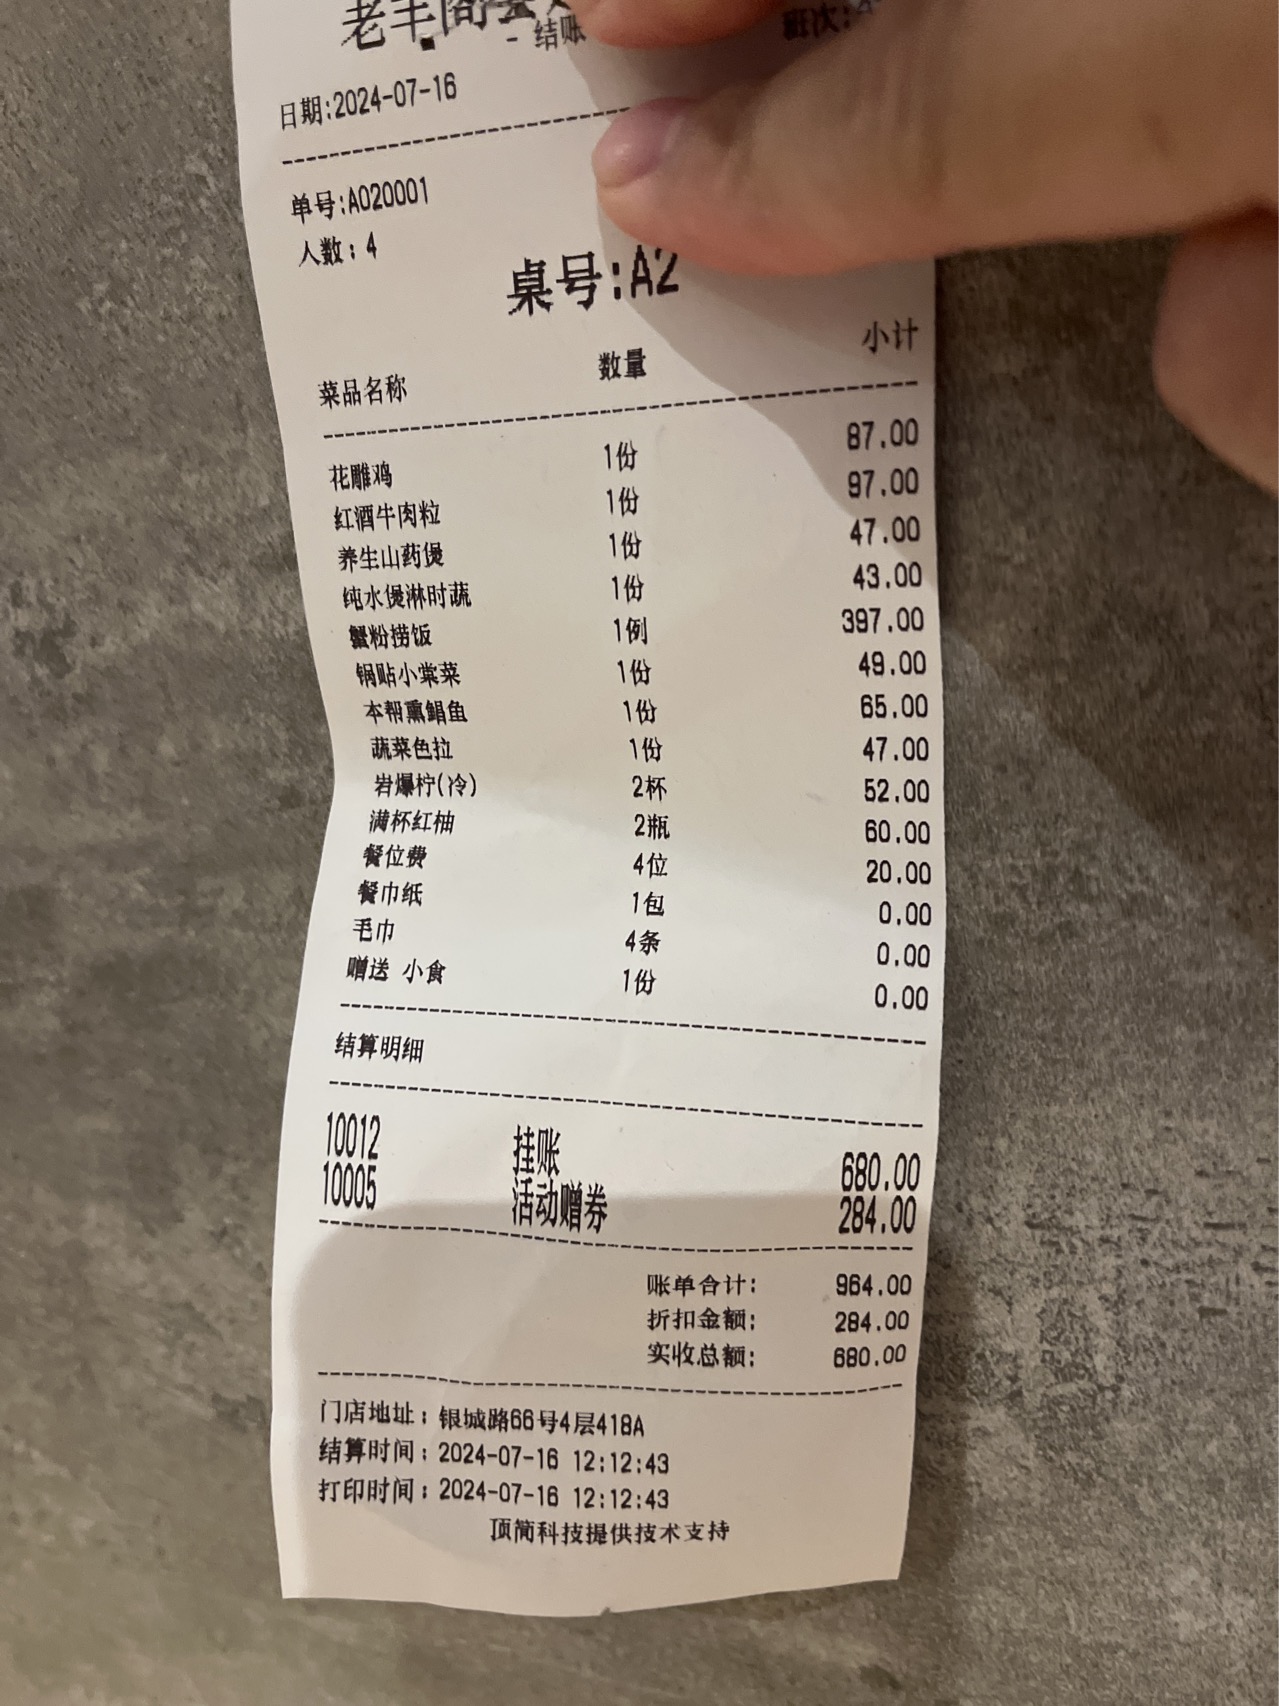 老丰阁
- 结账
班次:
日期:2024-07-16
单号:A020001
人数: 4
桌号:A2
菜品名称 数量 小计
花雕鸡 1份 87.00
红酒牛肉粒 1份 97.00
养生山药煲 1份 47.00
纯水煲淋时蔬 1份 43.00
蟹粉捞饭 1例 397.00
锅贴小棠菜 1份 49.00
本帮熏鲳鱼 1份 65.00
蔬菜色拉 1份 47.00
岩爆柠(冷) 2杯 52.00
满杯红柚 2瓶 60.00
餐位费 4位 20.00
餐巾纸 1包 0.00
毛巾 4条 0.00
赠送 小食 1份 0.00
结算明细
10012 挂账 680.00
10005 活动赠券 284.00
账单合计: 964.00
折扣金额: 284.00
实收总额: 680.00
门店地址: 银城路66号4层418A
结算时间: 2024-07-16 12:12:43
打印时间: 2024-07-16 12:12:43
顶简科技提供技术支持